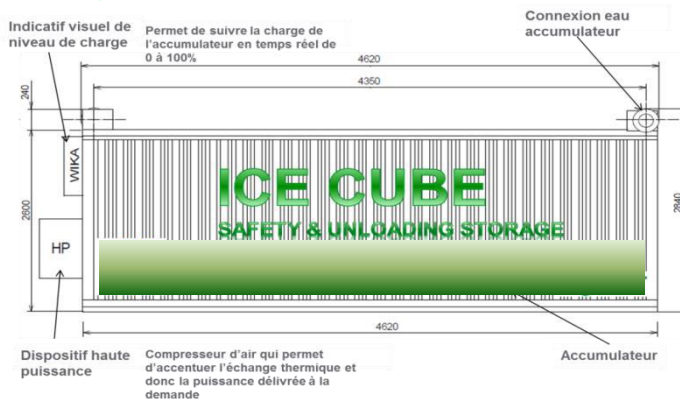 Indicatif visuel de
niveau de charge
Permet de suivre la charge de
l'accumulateur en temps réel de
0 à 100%
Connexion eau
accumulateur
4620
4350
240
WIKA
2600
2840
HP
ICE CUBE
SAFETY & UNLOADING STORAGE
4620
Dispositif haute
puissance
Compresseur d'air qui permet
d'accentuer l'échange thermique et
donc la puissance délivrée à la
demande
Accumulateur